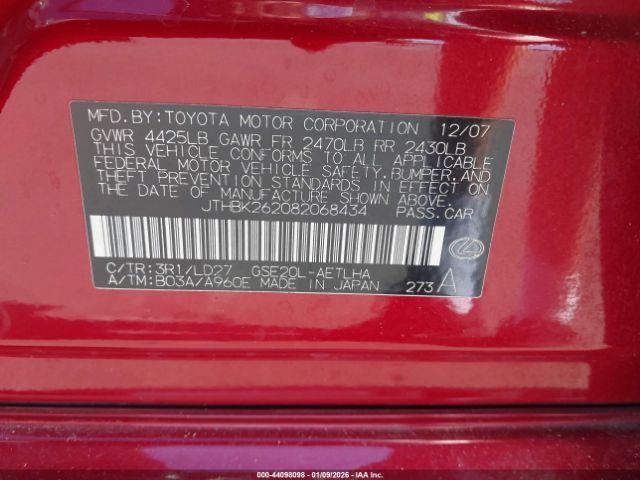 MFD.BY:TOYOTA MOTOR CORPORATION 12/07
GVWR 4425LB GAWR FR 2470LB RR 2430LB
THIS VEHICLE CONFORMS TO ALL APPLICABLE
FEDERAL MOTOR VEHICLE SAFETY,BUMPER,AND
THEFT PREVENTION STANDARDS IN EFFECT ON
THE DATE OF MANUFACTURE SHOWN ABOVE.
JTHBK262082068434 PASS.CAR
C/TR:3R1/LD27 GSE20L-AETLHA
A/TM:B03A/A960E MADE IN JAPAN 273 A
000-44098098 - 01/09/2026 - IAAI.COM